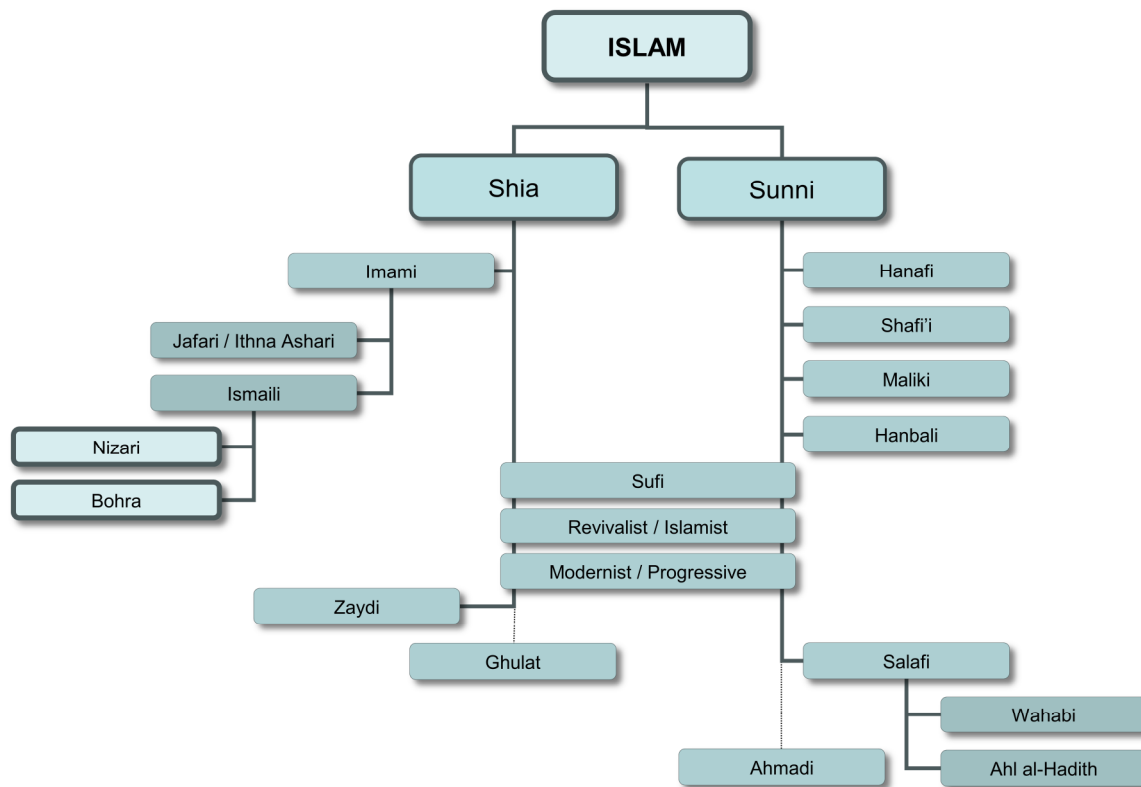 ISLAM
Shia
Sunni
Imami
Hanafi
Jafari / Ithna Ashari
Shafi’i
Ismaili
Maliki
Nizari
Hanbali
Bohra
Sufi
Revivalist / Islamist
Modernist / Progressive
Zaydi
Ghulat
Salafi
Wahabi
Ahmadi
Ahl al-Hadith